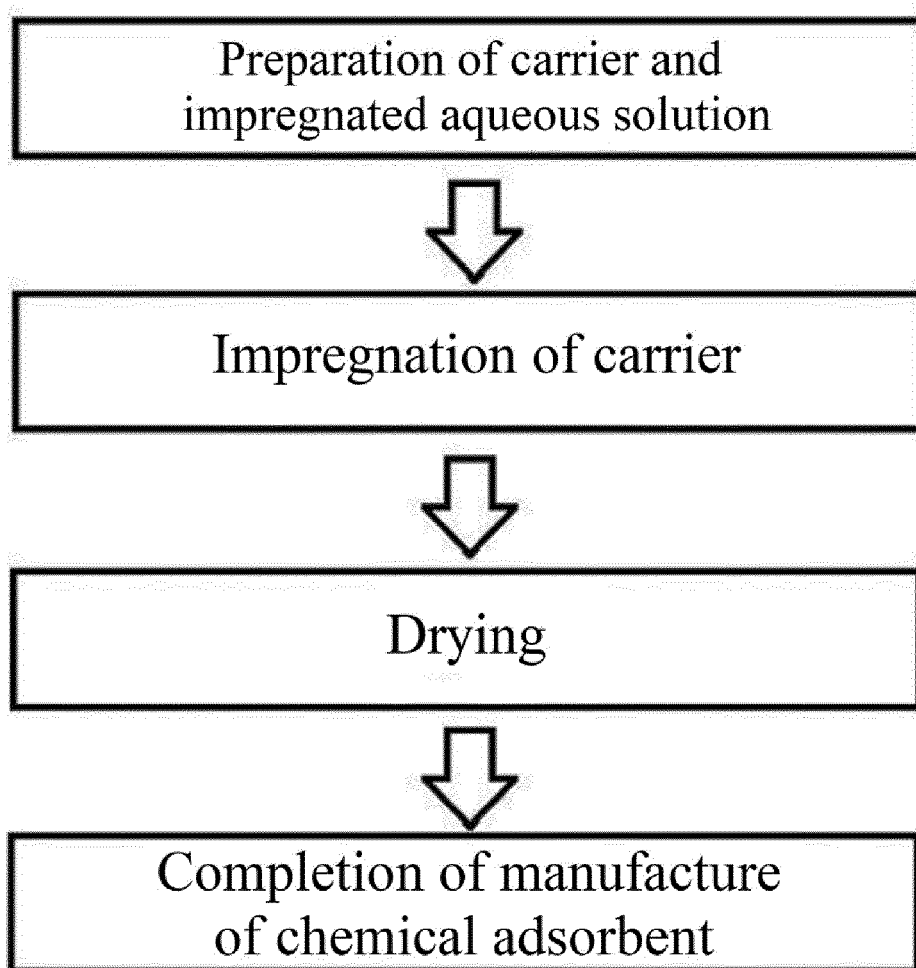 Preparation of carrier and
impregnated aqueous solution
Impregnation of carrier
Drying
Completion of manufacture
of chemical adsorbent